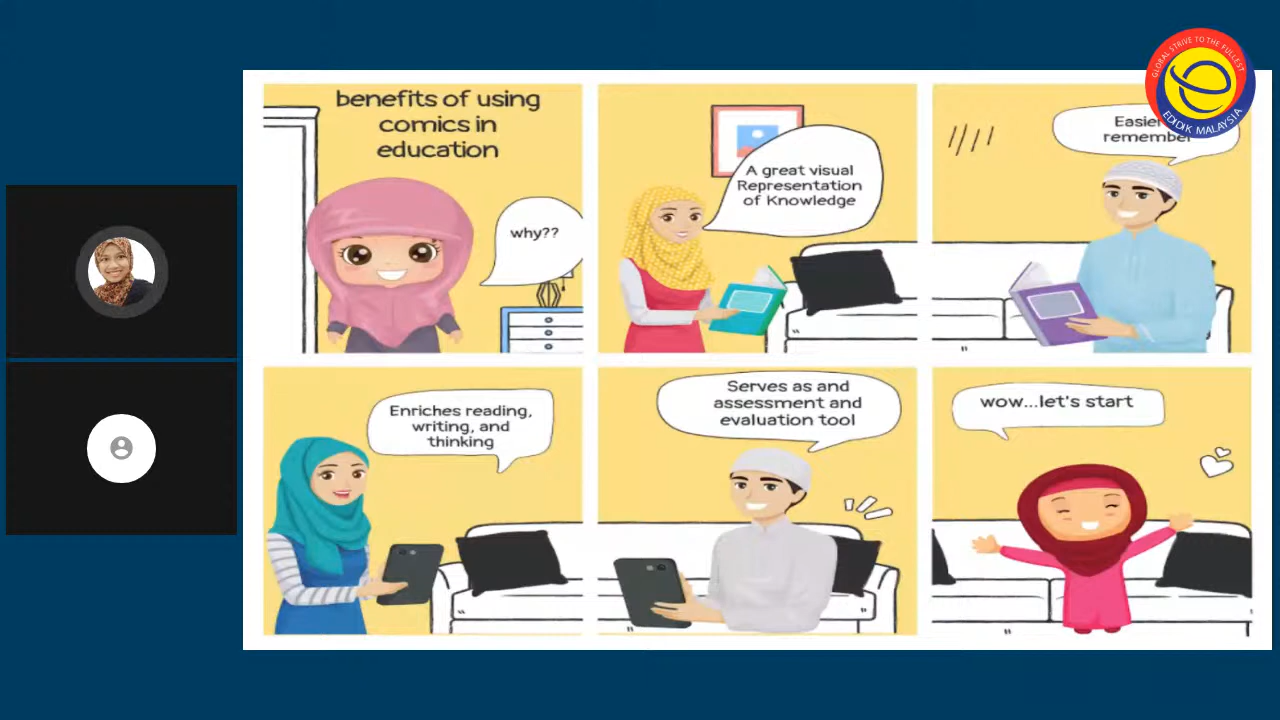 benefits of using
comics in
education
why??
A great visual
Representation
of Knowledge
Easier
remember
Enriches reading,
writing, and
thinking
Serves as and
assessment and
evaluation tool
wow...let's start
GLOBAL STRIVE TO THE FULLEST
EDIDIK MALAYSIA